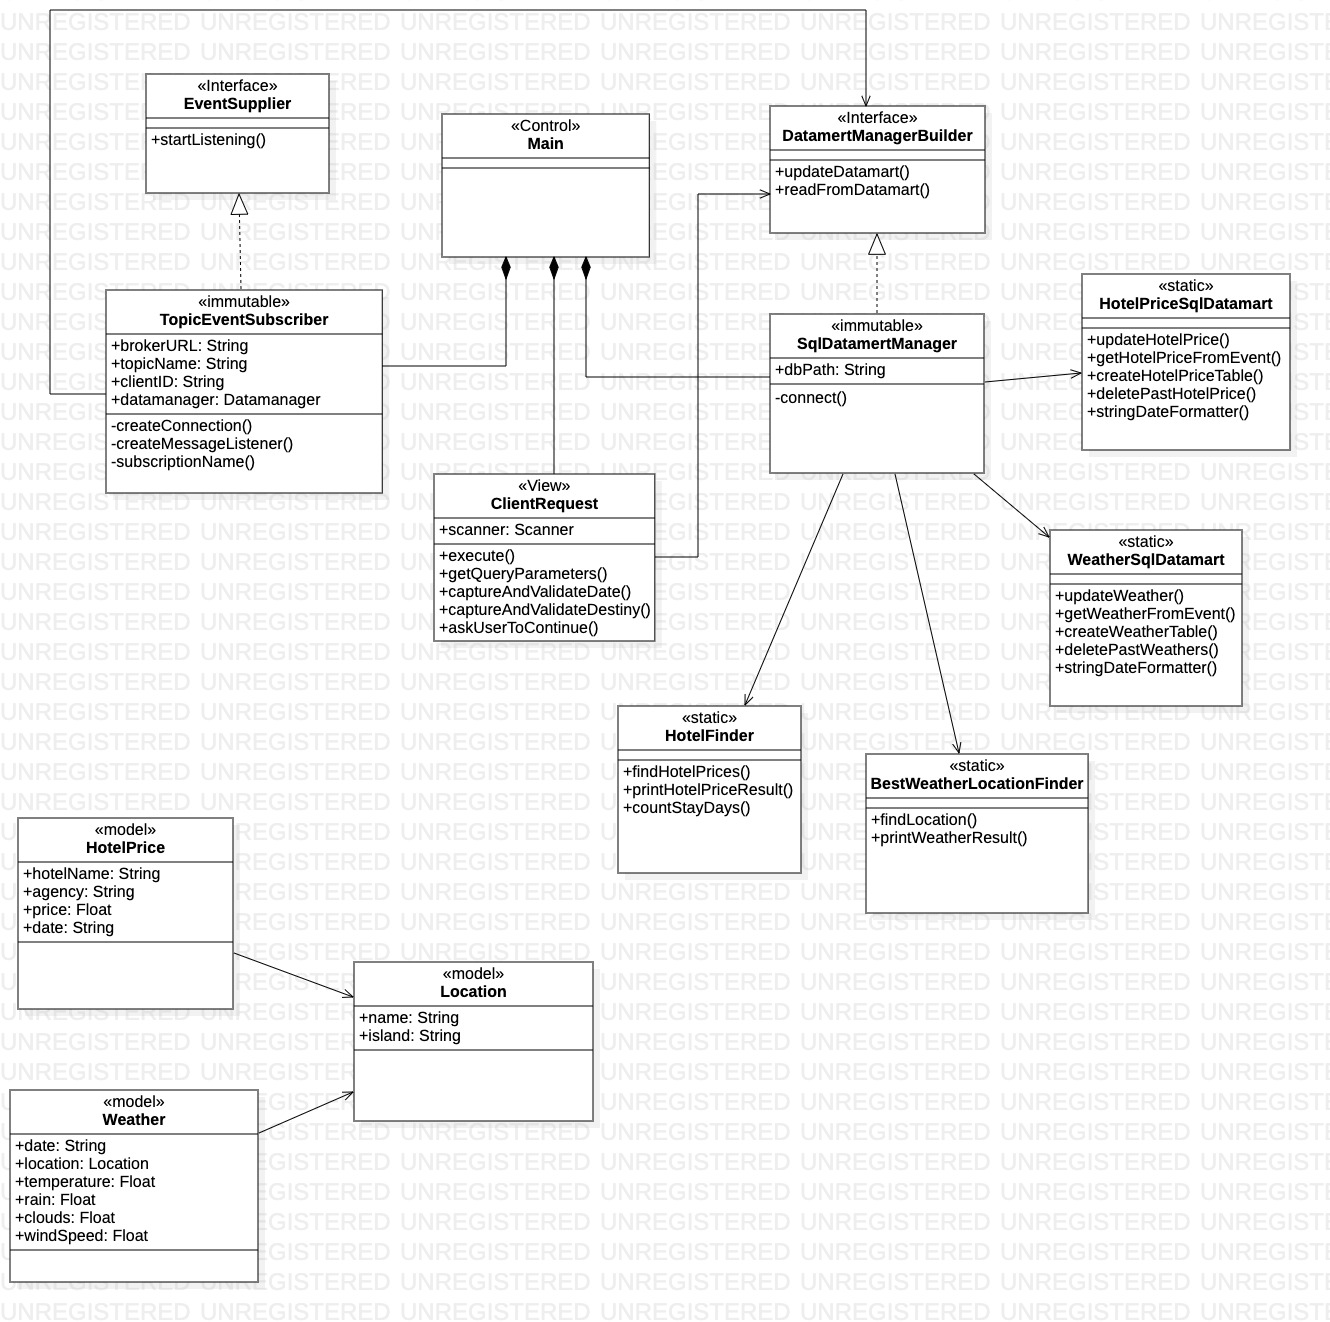 «Interface»
EventSupplier
+startListening()
«Control»
Main
«Interface»
DatamertManagerBuilder
+updateDatamart()
+readFromDatamart()
«immutable»
TopicEventSubscriber
+brokerURL: String
+topicName: String
+clientID: String
+datamanager: Datamanager
-createConnection()
-createMessageListener()
-subscriptionName()
«immutable»
SqlDatamertManager
+dbPath: String
-connect()
«static»
HotelPriceSqlDatamart
+updateHotelPrice()
+getHotelPriceFromEvent()
+createHotelPriceTable()
+deletePastHotelPrice()
+stringDateFormatter()
«View»
ClientRequest
+scanner: Scanner
+execute()
+getQueryParameters()
+captureAndValidateDate()
+captureAndValidateDestiny()
+askUserToContinue()
«static»
WeatherSqlDatamart
+updateWeather()
+getWeatherFromEvent()
+createWeatherTable()
+deletePastWeathers()
+stringDateFormatter()
«static»
HotelFinder
+findHotelPrices()
+printHotelPriceResult()
+countStayDays()
«static»
BestWeatherLocationFinder
+findLocation()
+printWeatherResult()
«model»
HotelPrice
+hotelName: String
+agency: String
+price: Float
+date: String
«model»
Location
+name: String
+island: String
«model»
Weather
+date: String
+location: Location
+temperature: Float
+rain: Float
+clouds: Float
+windSpeed: Float
UNREGISTERED